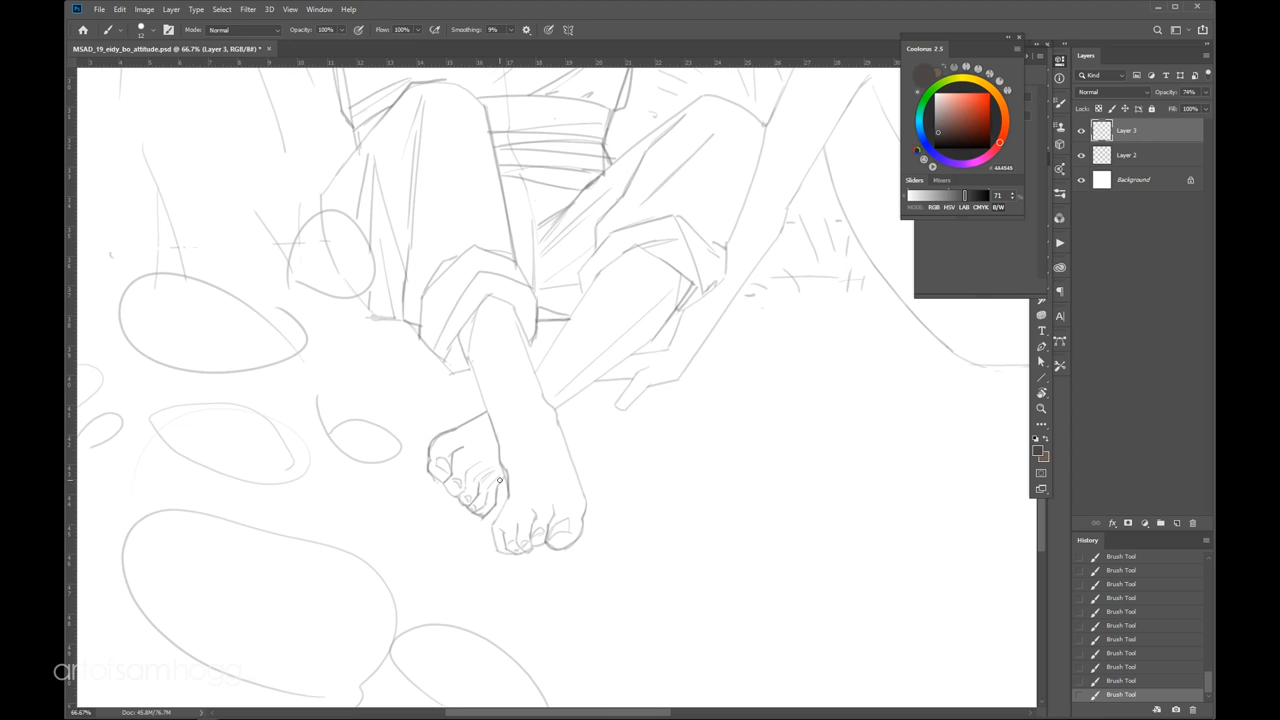 File Edit Image Layer Type Select Filter 3D View Window Help
12 Mode: Normal Opacity: 100% Flow: 100% Smoothing: 9%
MSAD_19_eidy_bo_attitude.psd @ 66.7% (Layer 3, RGB/8#) *
Coolorus 2.5
# 4A4545
Sliders Mixers
71 %
MODE: RGB HSV LAB CMYK B/W
Layers
Kind
Normal Opacity: 74%
Lock: Fill: 100%
Layer 3
Layer 2
Background
History
Brush Tool
Brush Tool
Brush Tool
Brush Tool
Brush Tool
Brush Tool
Brush Tool
Brush Tool
Brush Tool
Brush Tool
Brush Tool
artofsamhogg
66.67% Doc: 45.8M/76.7M